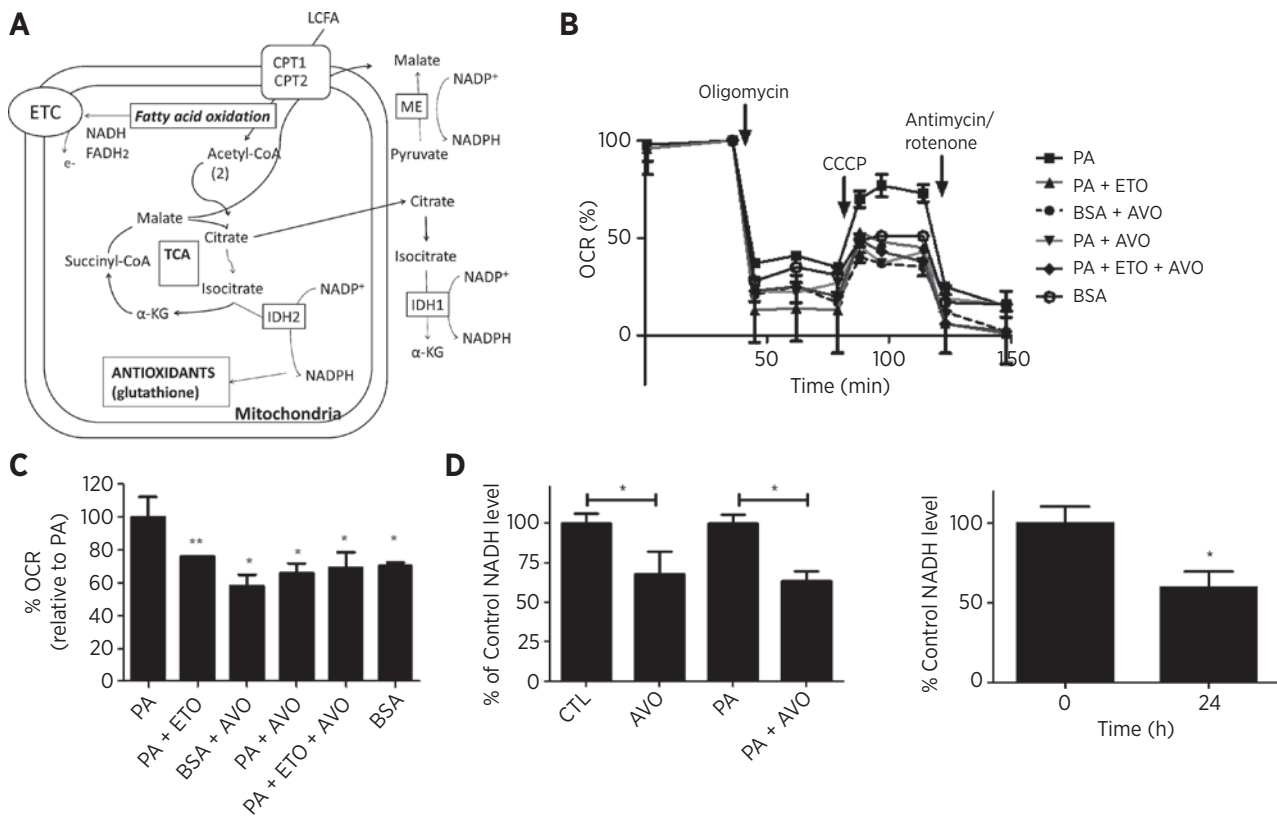 A
LCFA
CPT1
CPT2
ETC
Fatty acid oxidation
NADH
FADH2
e-
Acetyl-CoA
(2)
Malate
Citrate
TCA
Succinyl-CoA
Isocitrate
α-KG
IDH2
NADP+
NADPH
ANTIOXIDANTS
(glutathione)
Mitochondria
Malate
NADP+
ME
NADPH
Pyruvate
Citrate
Isocitrate
NADP+
IDH1
NADPH
α-KG
B
Oligomycin
CCCP
Antimycin/
rotenone
OCR (%)
100
50
0
50
100
150
Time (min)
PA
PA + ETO
BSA + AVO
PA + AVO
PA + ETO + AVO
BSA
C
% OCR
(relative to PA)
120
100
80
60
40
20
0
**
*
*
*
*
PA
PA + ETO
BSA + AVO
PA + AVO
PA + ETO + AVO
BSA
D
% of Control NADH level
100
75
50
25
0
*
*
CTL
AVO
PA
PA + AVO
% Control NADH level
100
50
0
*
0
24
Time (h)